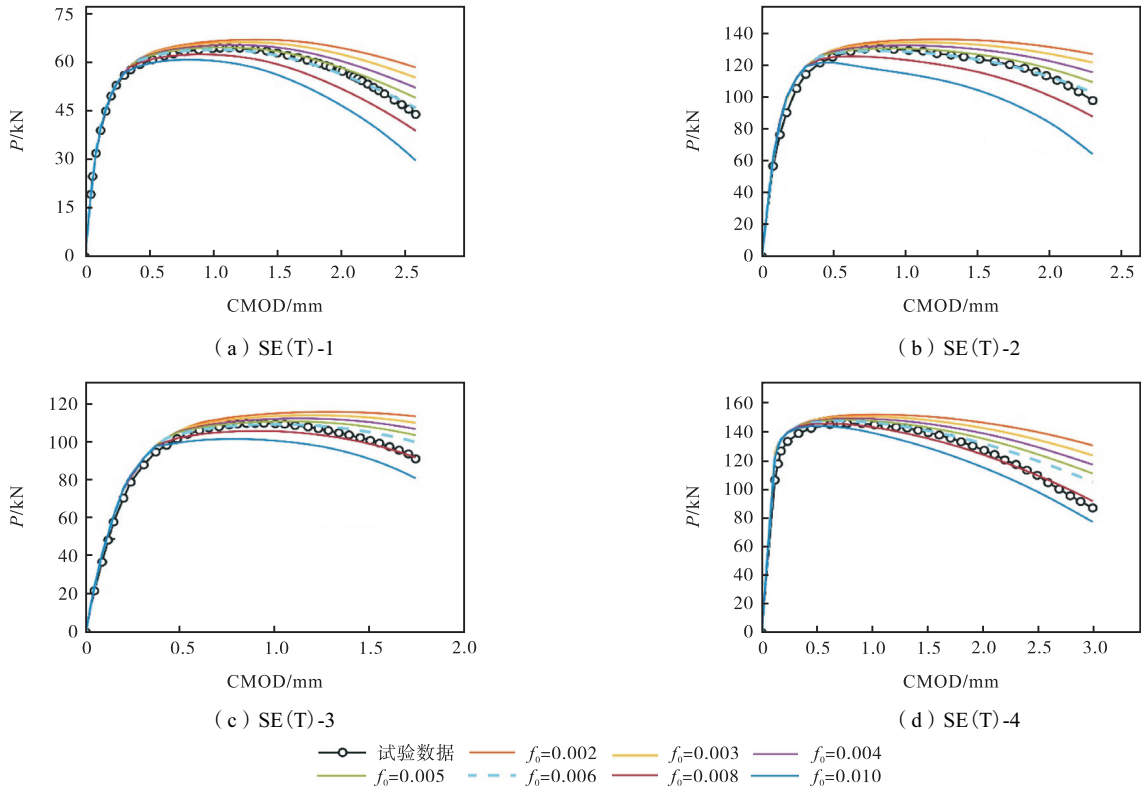 75
60
45
30
15
0
P/kN
0 0.5 1.0 1.5 2.0 2.5
CMOD/mm
（a）SE(T)-1
140
120
100
80
60
40
20
0
P/kN
0 0.5 1.0 1.5 2.0 2.5
CMOD/mm
（b）SE(T)-2
120
100
80
60
40
20
0
P/kN
0 0.5 1.0 1.5 2.0
CMOD/mm
（c）SE(T)-3
160
140
120
100
80
60
40
20
0
P/kN
0 0.5 1.0 1.5 2.0 2.5 3.0
CMOD/mm
（d）SE(T)-4
试验数据 f₀=0.002 f₀=0.003 f₀=0.004
f₀=0.005 f₀=0.006 f₀=0.008 f₀=0.010